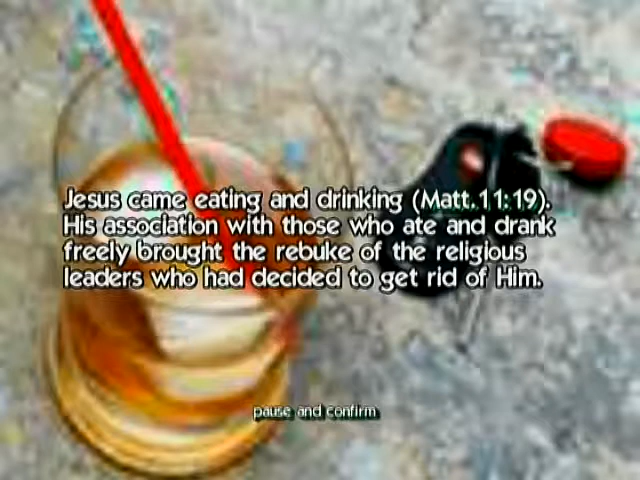 Jesus came eating and drinking (Matt.11:19).
His association with those who ate and drank
freely brought the rebuke of the religious
leaders who had decided to get rid of Him.
pause and confirm